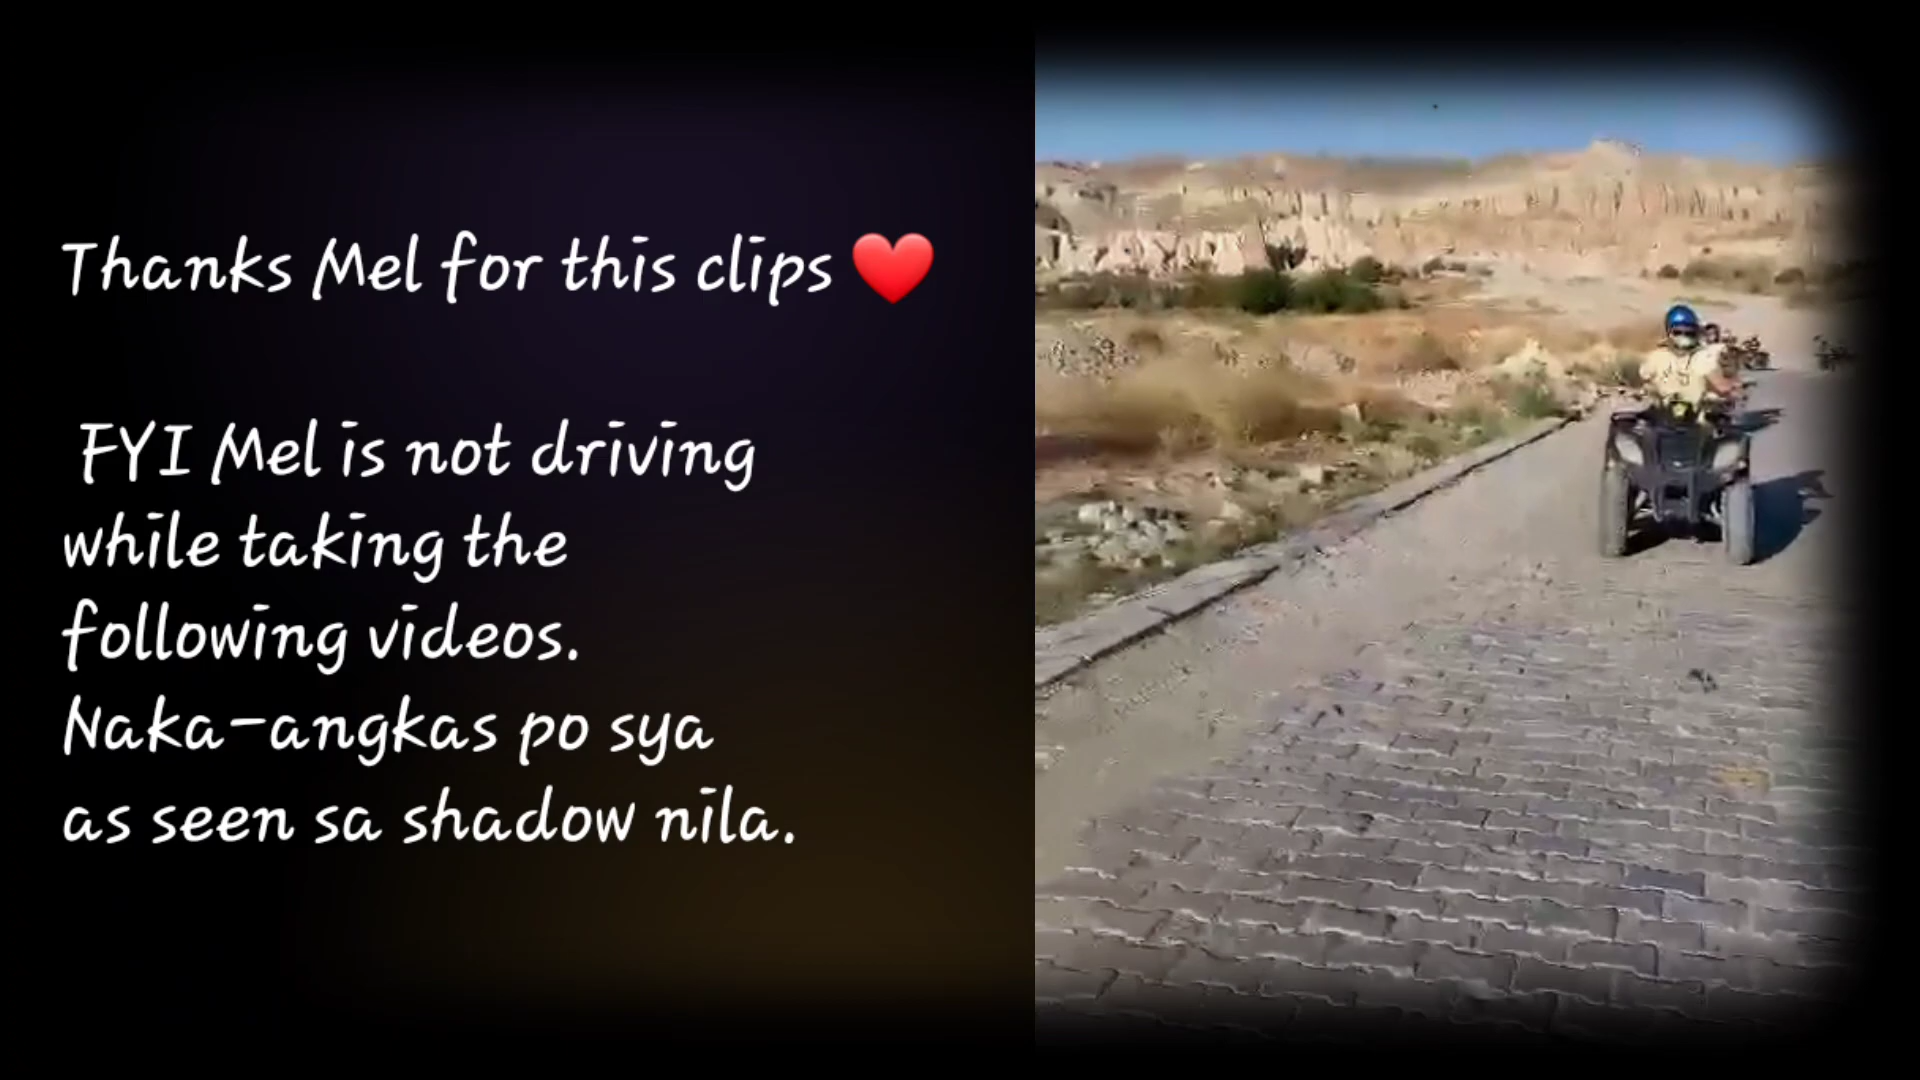 Thanks Mel for this clips ❤️
FYI Mel is not driving
while taking the
following videos.
Naka-angkas po sya
as seen sa shadow nila.